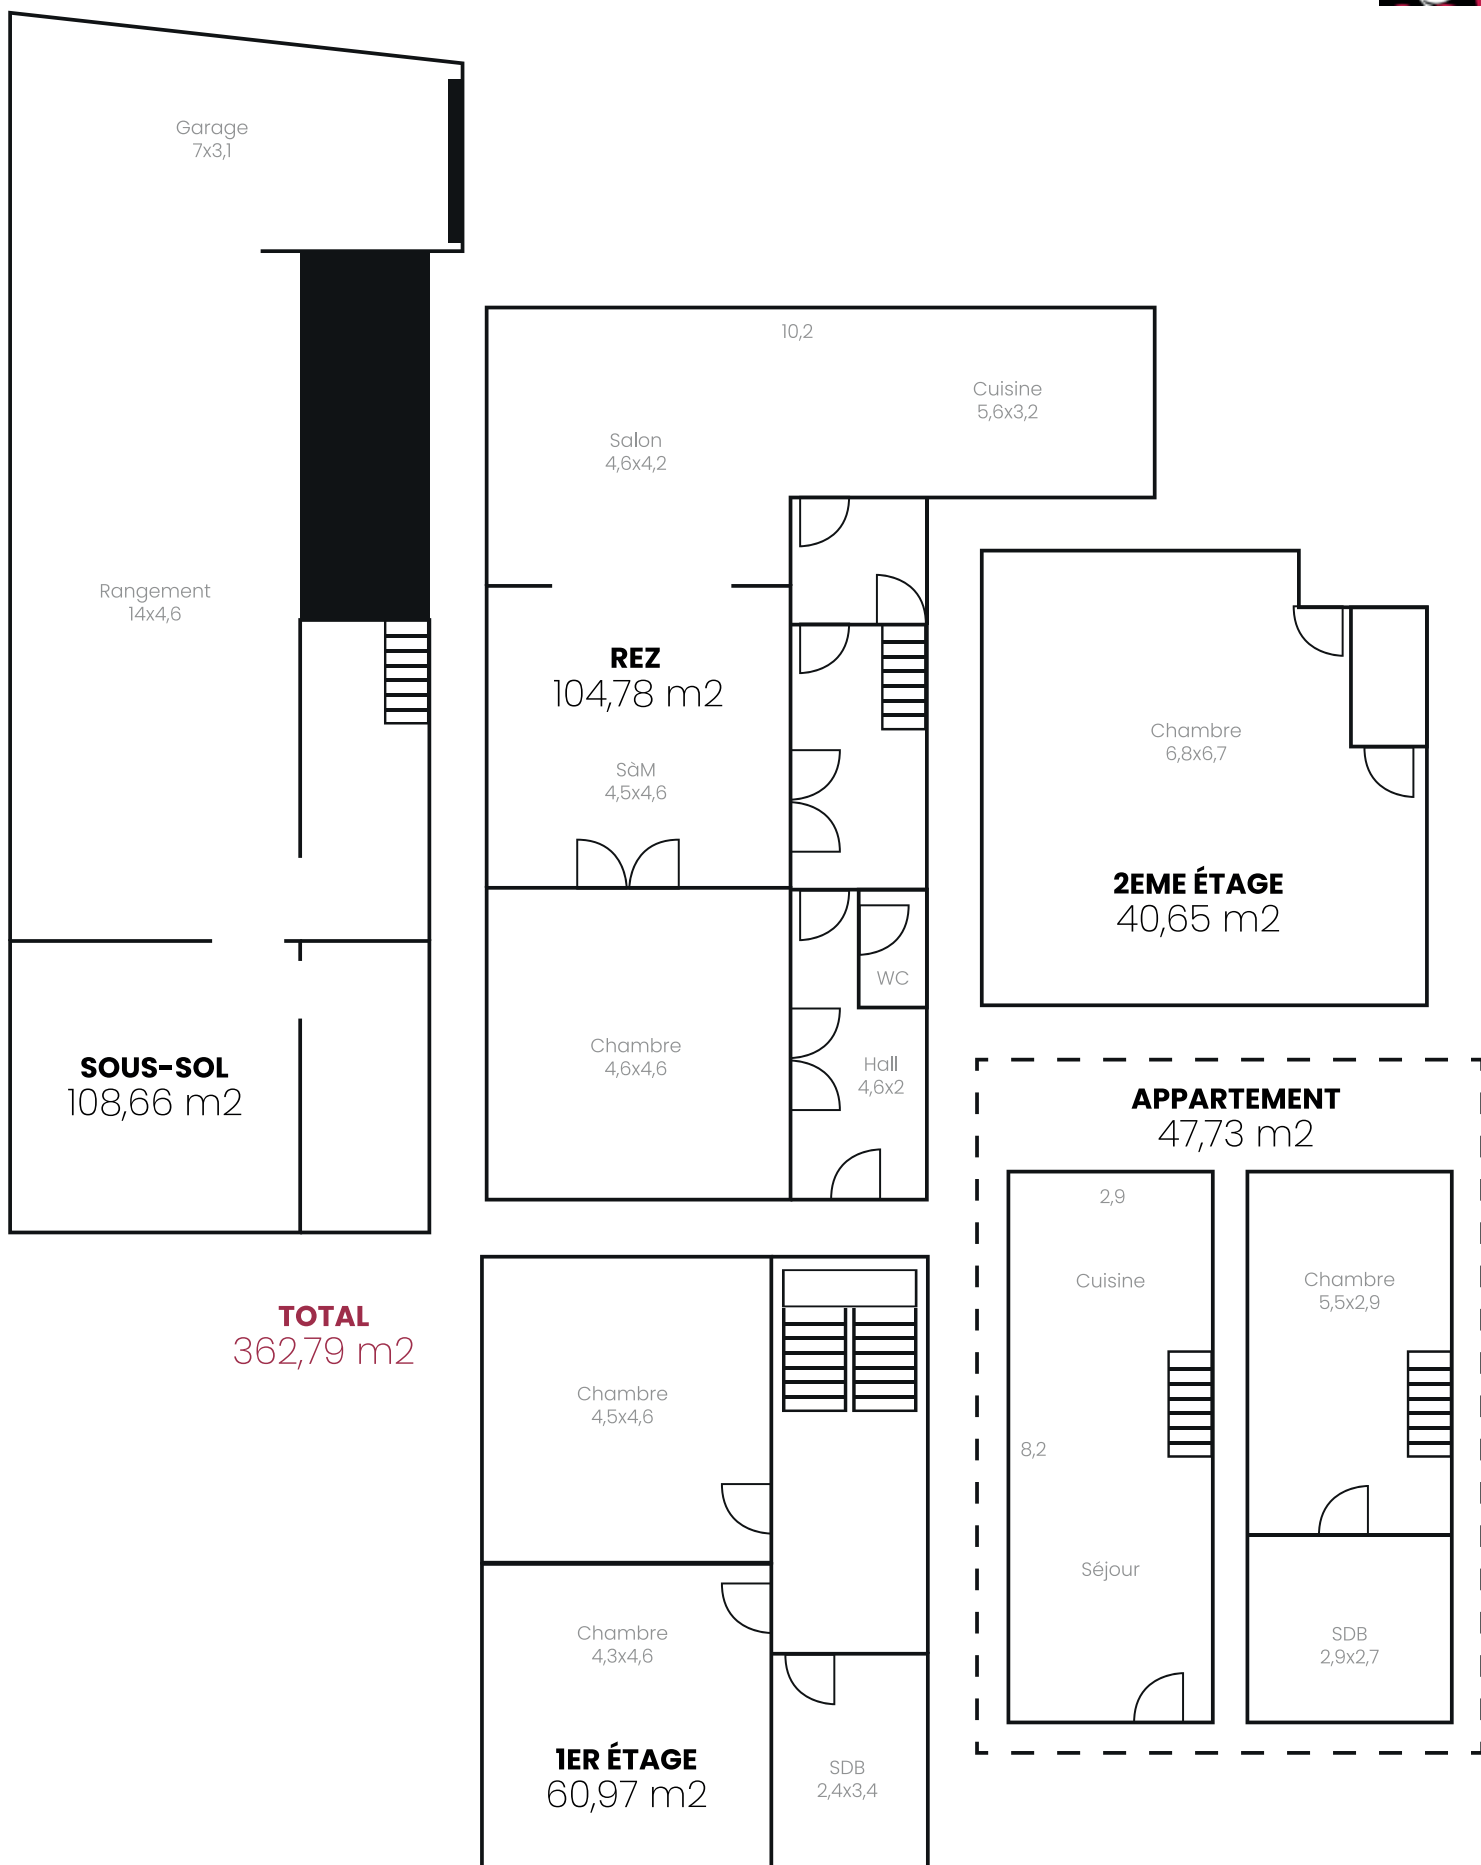 Garage
7x3,1
Rangement
14x4,6
SOUS-SOL
108,66 m2
TOTAL
362,79 m2
10,2
Cuisine
5,6x3,2
Salon
4,6x4,2
REZ
104,78 m2
SàM
4,5x4,6
WC
Chambre
4,6x4,6
Hall
4,6x2
Chambre
6,8x6,7
2EME ÉTAGE
40,65 m2
APPARTEMENT
47,73 m2
2,9
Cuisine
8,2
Séjour
Chambre
5,5x2,9
SDB
2,9x2,7
Chambre
4,5x4,6
Chambre
4,3x4,6
1ER ÉTAGE
60,97 m2
SDB
2,4x3,4